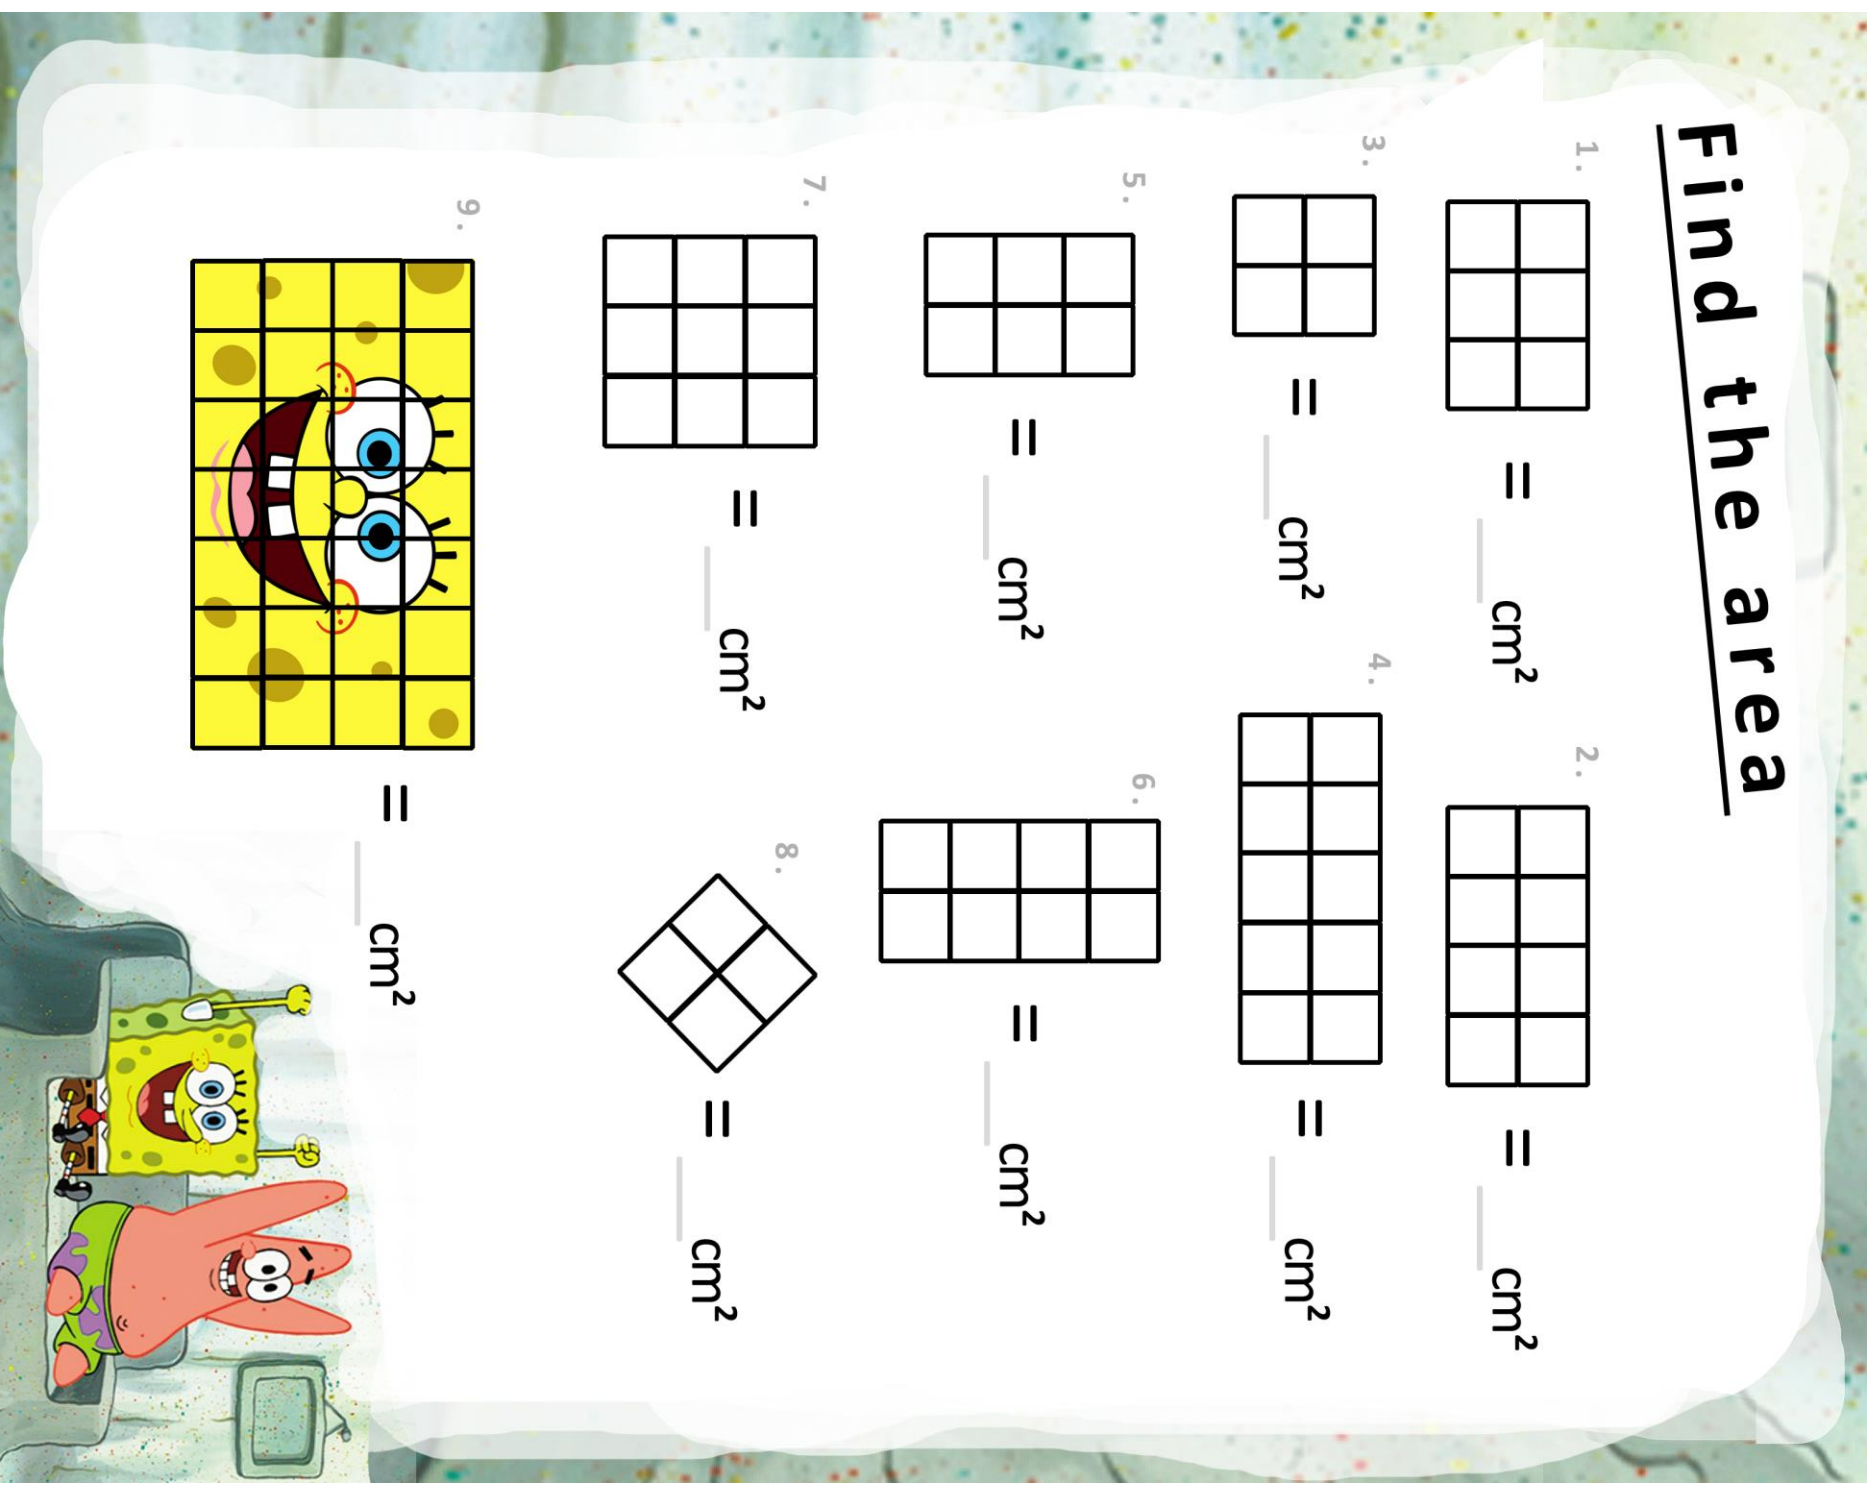 Find the area
1.
= ___ cm²
2.
= ___ cm²
3.
= ___ cm²
4.
= ___ cm²
5.
= ___ cm²
6.
= ___ cm²
7.
= ___ cm²
8.
= ___ cm²
9.
= ___ cm²